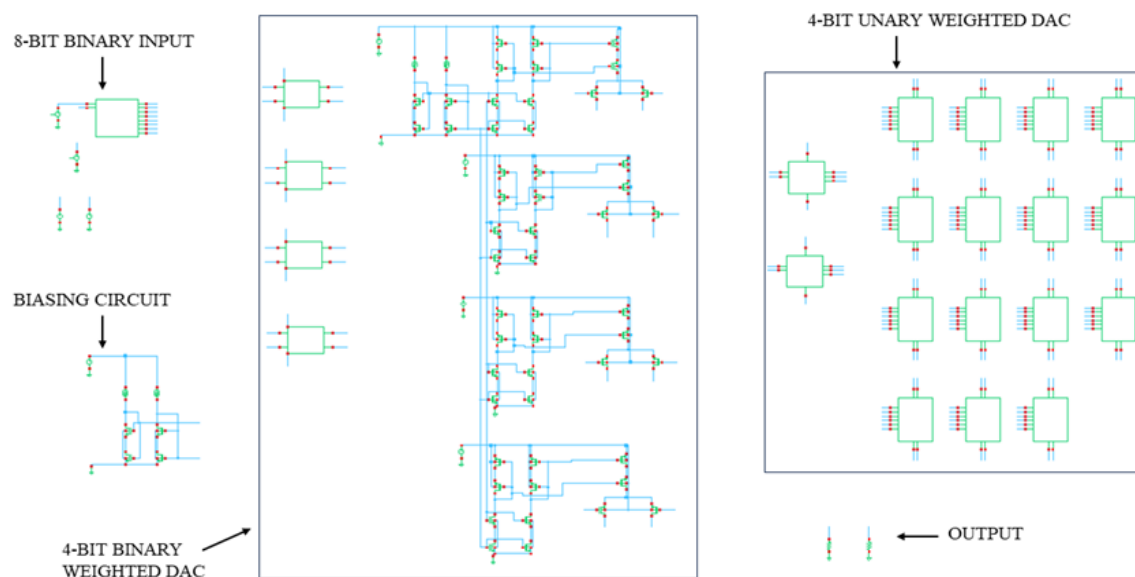 8-BIT BINARY INPUT
4-BIT UNARY WEIGHTED DAC
BIASING CIRCUIT
4-BIT BINARY
WEIGHTED DAC
OUTPUT